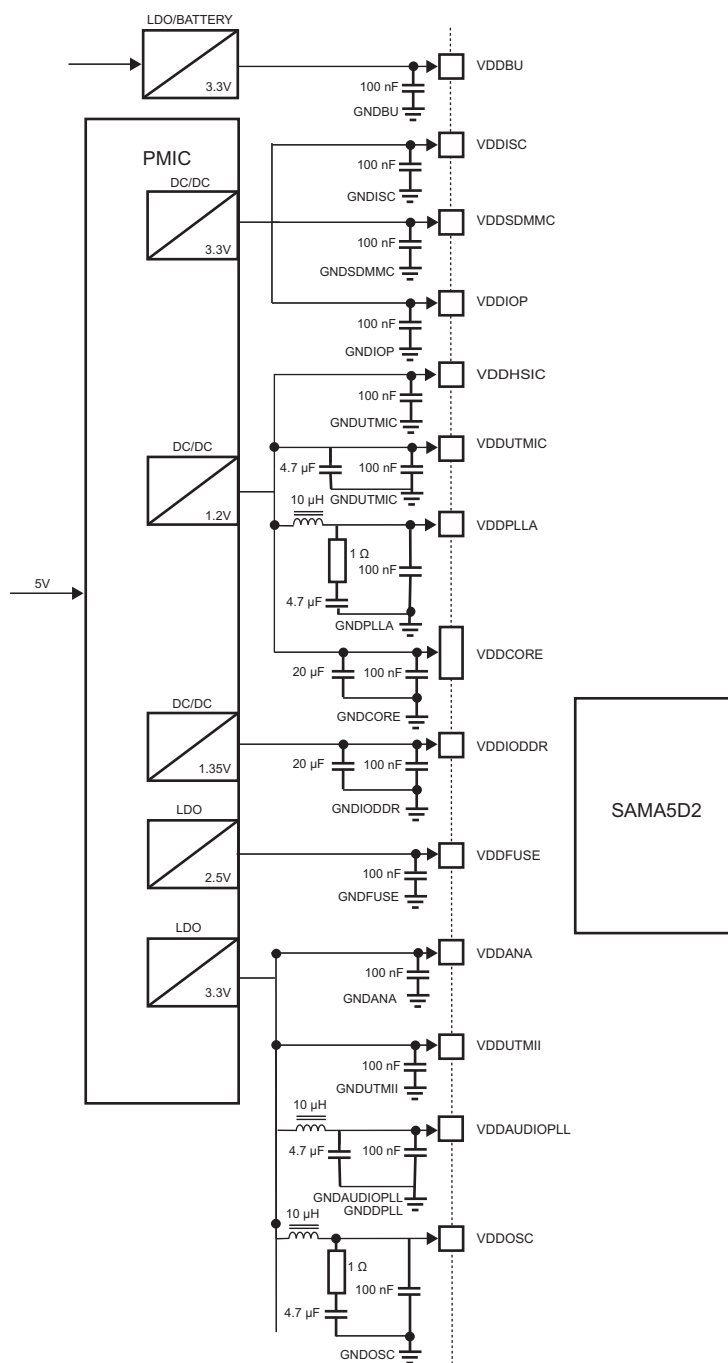 LDO/BATTERY
3.3V
VDDBU
100 nF
GNDBU
PMIC
VDDISC
100 nF
GNDISC
DC/DC
3.3V
VDDSDMMC
100 nF
GNDSDMMC
VDDIOP
100 nF
GNDIOP
VDDHSIC
100 nF
GNDUTMIC
DC/DC
1.2V
VDDUTMIC
4.7 µF
100 nF
GNDUTMIC
10 µH
VDDPLLA
1 Ω
100 nF
4.7 µF
GNDPLLA
5V
VDDCORE
20 µF
100 nF
GNDCORE
DC/DC
1.35V
VDDIODDR
20 µF
100 nF
GNDIODDR
SAMA5D2
LDO
2.5V
VDDFUSE
100 nF
GNDFUSE
LDO
3.3V
VDDANA
100 nF
GNDANA
VDDUTMII
100 nF
GNDUTMII
10 µH
VDDAUDIOPLL
4.7 µF
100 nF
GNDAUDIOPLL
GNDDPLL
10 µH
VDDOSC
1 Ω
100 nF
4.7 µF
GNDOSC